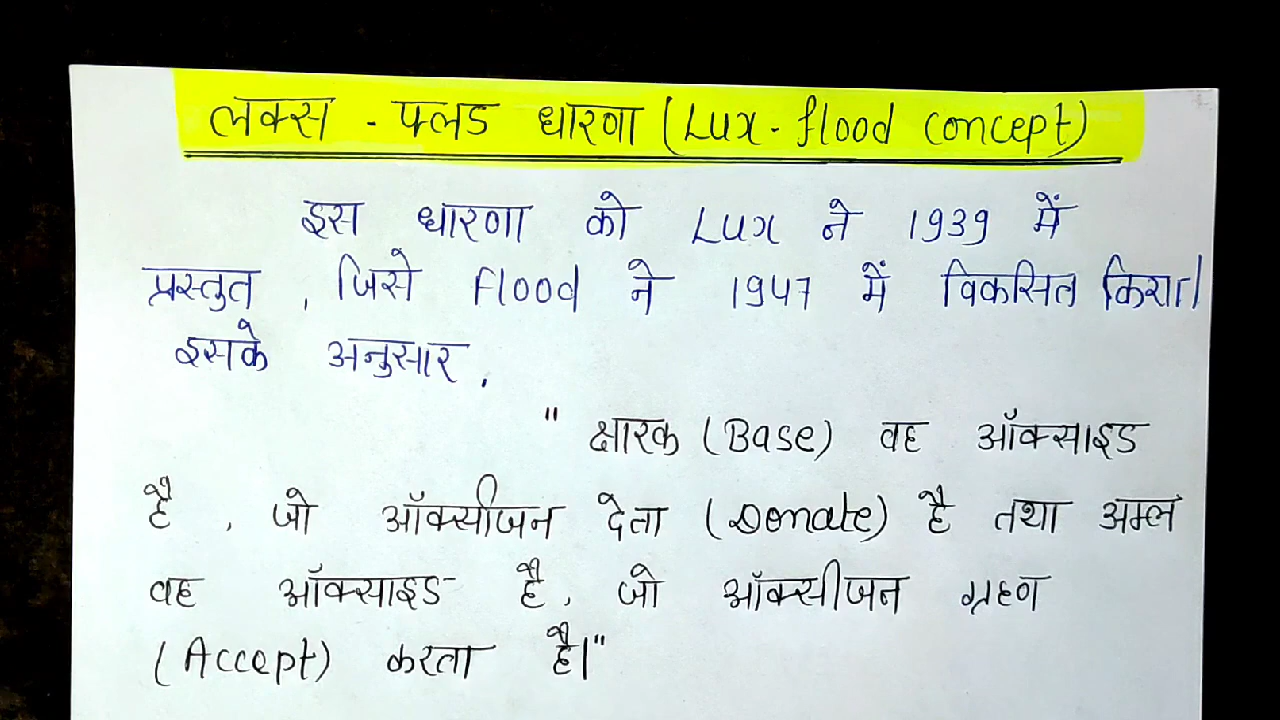 लक्स - फ्लड धारणा (Lux - flood concept)
इस धारणा को Lux ने 1939 में
प्रस्तुत , जिसे Flood ने 1947 में विकसित किया।
इसके अनुसार ,
" क्षारक (Base) वह ऑक्साइड
है , जो ऑक्सीजन देता (Donate) है तथा अम्ल
वह ऑक्साइड है, जो ऑक्सीजन ग्रहण
(Accept) करता है।"